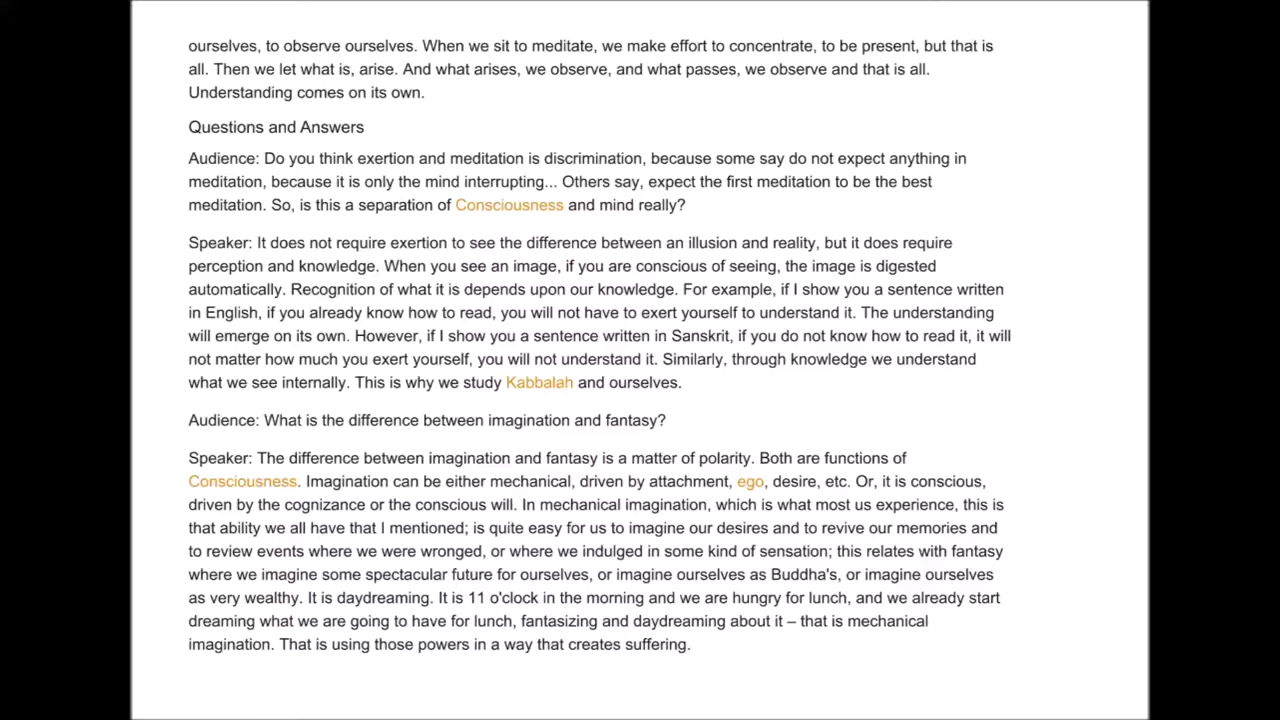 ourselves, to observe ourselves. When we sit to meditate, we make effort to concentrate, to be present, but that is
all. Then we let what is, arise. And what arises, we observe, and what passes, we observe and that is all.
Understanding comes on its own.
Questions and Answers
Audience: Do you think exertion and meditation is discrimination, because some say do not expect anything in
meditation, because it is only the mind interrupting... Others say, expect the first meditation to be the best
meditation. So, is this a separation of Consciousness and mind really?
Speaker: It does not require exertion to see the difference between an illusion and reality, but it does require
perception and knowledge. When you see an image, if you are conscious of seeing, the image is digested
automatically. Recognition of what it is depends upon our knowledge. For example, if I show you a sentence written
in English, if you already know how to read, you will not have to exert yourself to understand it. The understanding
will emerge on its own. However, if I show you a sentence written in Sanskrit, if you do not know how to read it, it will
not matter how much you exert yourself, you will not understand it. Similarly, through knowledge we understand
what we see internally. This is why we study Kabbalah and ourselves.
Audience: What is the difference between imagination and fantasy?
Speaker: The difference between imagination and fantasy is a matter of polarity. Both are functions of
Consciousness. Imagination can be either mechanical, driven by attachment, ego, desire, etc. Or, it is conscious,
driven by the cognizance or the conscious will. In mechanical imagination, which is what most us experience, this is
that ability we all have that I mentioned; is quite easy for us to imagine our desires and to revive our memories and
to review events where we were wronged, or where we indulged in some kind of sensation; this relates with fantasy
where we imagine some spectacular future for ourselves, or imagine ourselves as Buddha's, or imagine ourselves
as very wealthy. It is daydreaming. It is 11 o'clock in the morning and we are hungry for lunch, and we already start
dreaming what we are going to have for lunch, fantasizing and daydreaming about it – that is mechanical
imagination. That is using those powers in a way that creates suffering.